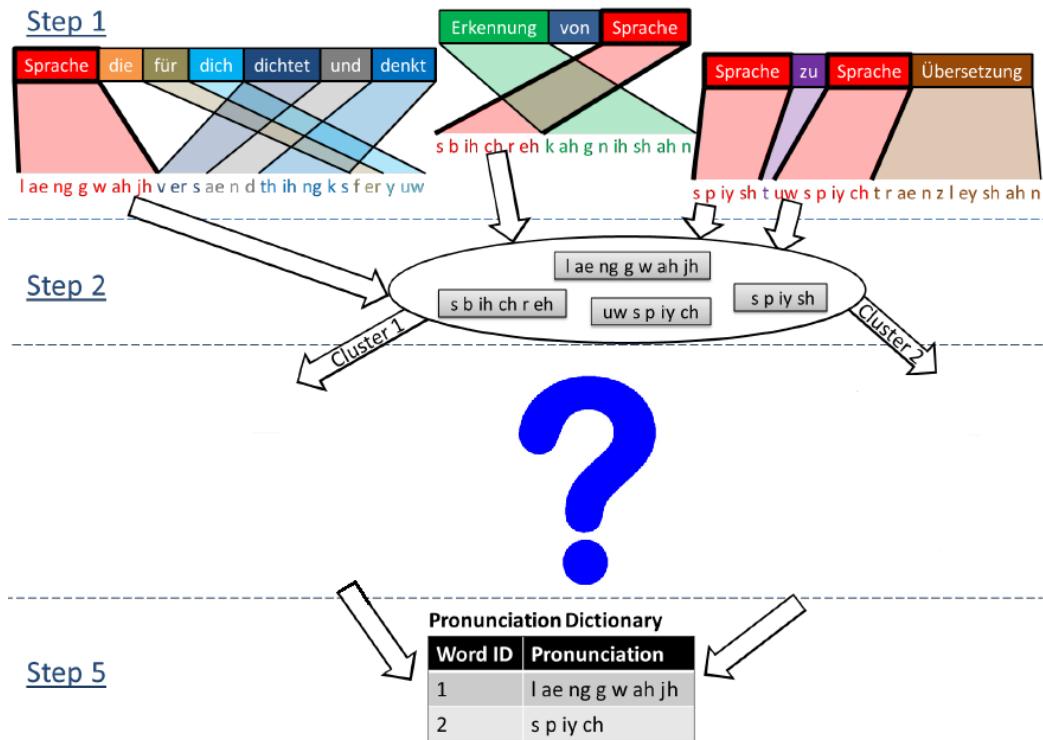 Step 1
Sprache die für dich dichtet und denkt
l ae ng g w ah jh v er s ae n d th ih ng k s f er y uw
Erkennung von Sprache
s b ih ch r eh k ah g n ih sh ah n
Sprache zu Sprache Übersetzung
s p iy sh t uw s p iy ch t r ae n z l ey sh ah n
Step 2
l ae ng g w ah jh
s b ih ch r eh
uw s p iy ch
s p iy sh
Cluster 1
Cluster 2
?
Step 5
Pronunciation Dictionary
Word ID Pronunciation
1 l ae ng g w ah jh
2 s p iy ch